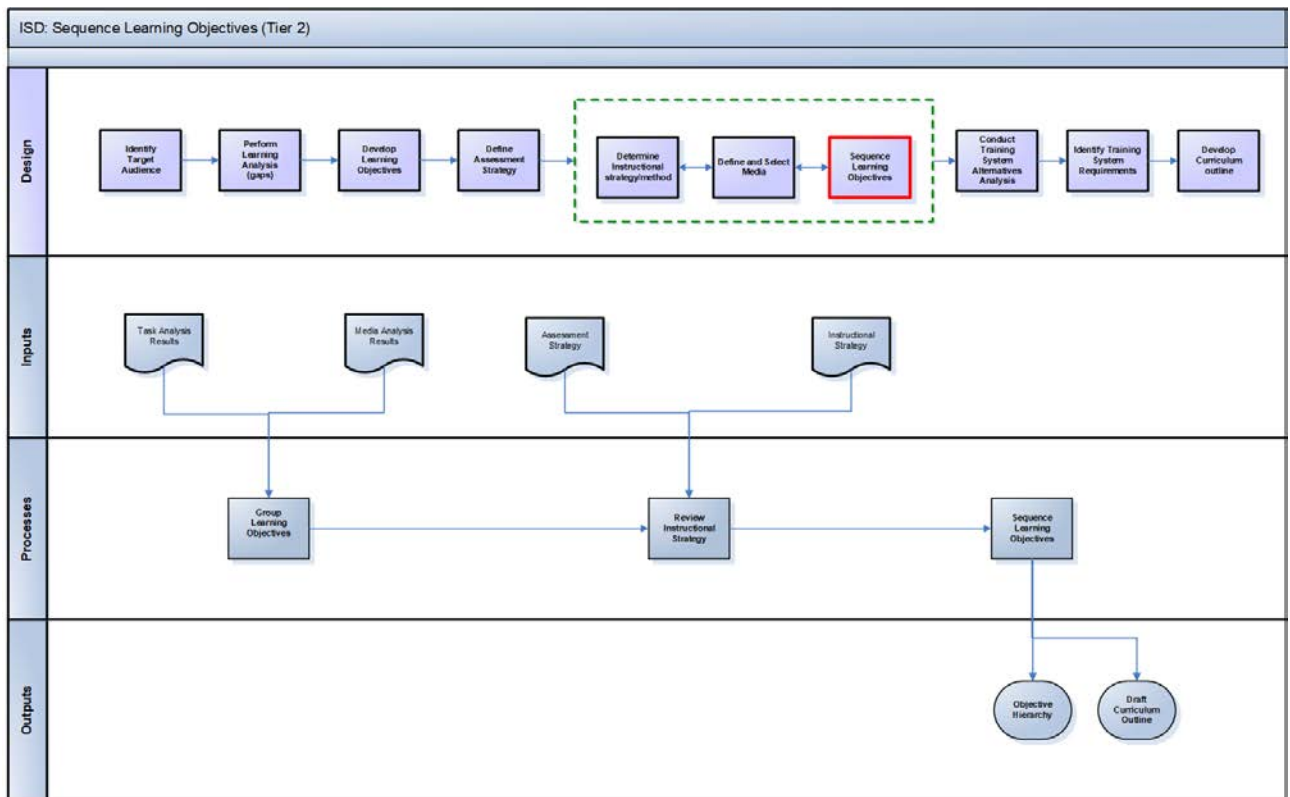 ISD: Sequence Learning Objectives (Tier 2)
Design
Identify
Target
Audience
Perform
Learning
Analysis
(gaps)
Develop
Learning
Objectives
Define
Assessment
Strategy
Determine
Instructional
strategy/method
Define and Select
Media
Sequence
Learning
Objectives
Conduct
Training
System
Alternatives
Analysis
Identify Training
System
Requirements
Develop
Curriculum
outline
Inputs
Task Analysis
Results
Media Analysis
Results
Assessment
Strategy
Instructional
Strategy
Processes
Group
Learning
Objectives
Review
Instructional
Strategy
Sequence
Learning
Objectives
Outputs
Objective
Hierarchy
Draft
Curriculum
Outline